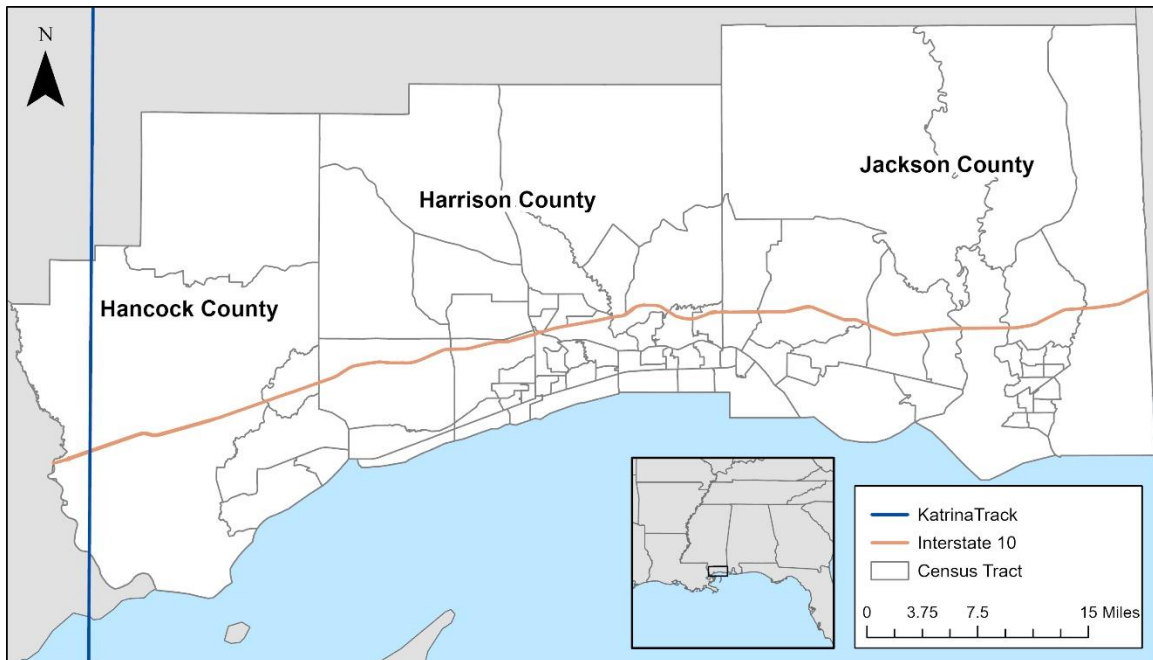 N
Jackson County
Harrison County
Hancock County
KatrinaTrack
Interstate 10
Census Tract
0 3.75 7.5 15 Miles